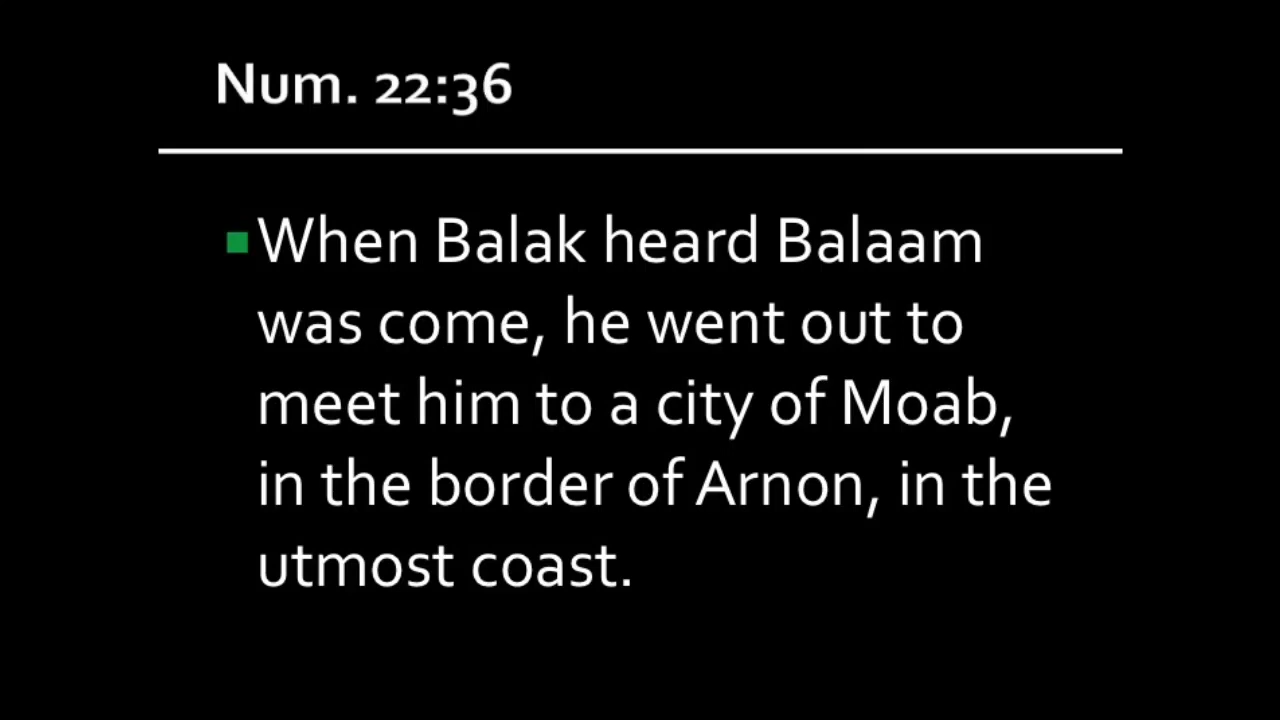 Num. 22:36
When Balak heard Balaam
was come, he went out to
meet him to a city of Moab,
in the border of Arnon, in the
utmost coast.